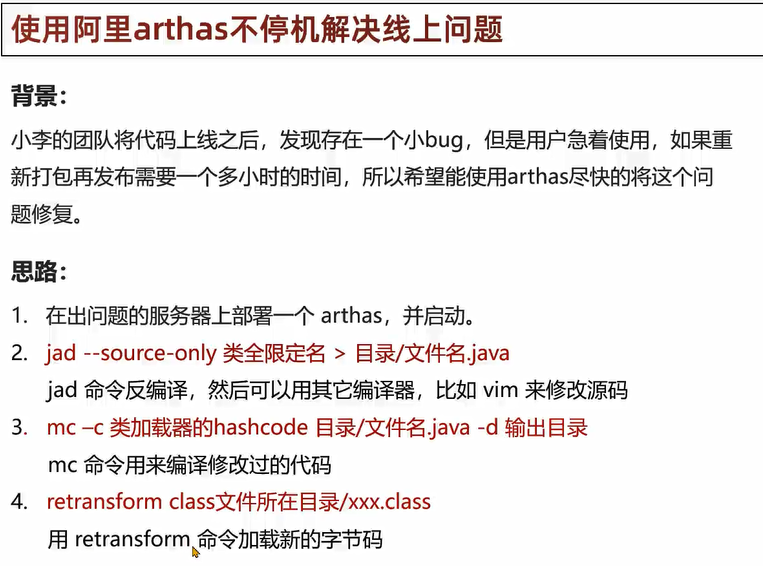 使用阿里arthas不停机解决线上问题
背景：
小李的团队将代码上线之后，发现存在一个小bug，但是用户急着使用，如果重
新打包再发布需要一个多小时的时间，所以希望能使用arthas尽快的将这个问
题修复。
思路：
1. 在出问题的服务器上部署一个 arthas，并启动。
2. jad --source-only 类全限定名 > 目录/文件名.java
jad 命令反编译，然后可以用其它编译器，比如 vim 来修改源码
3. mc –c 类加载器的hashcode 目录/文件名.java -d 输出目录
mc 命令用来编译修改过的代码
4. retransform class文件所在目录/xxx.class
用 retransform 命令加载新的字节码